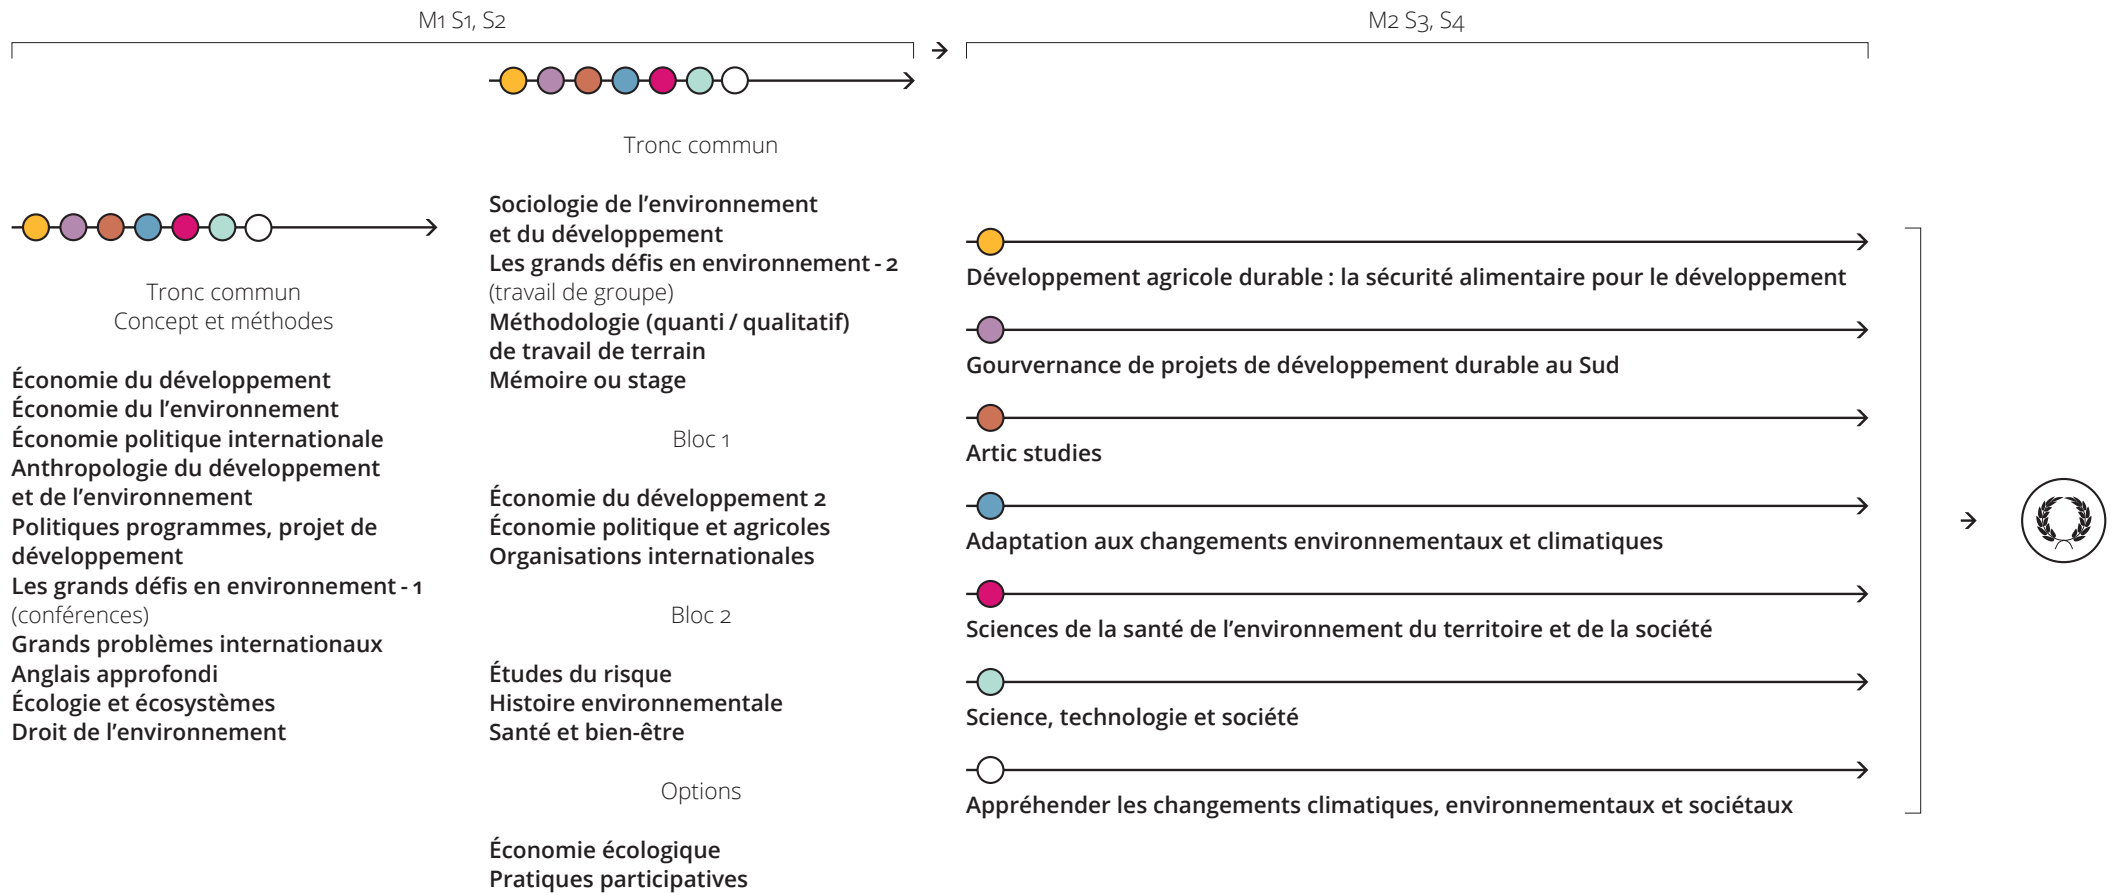 M1 S1, S2
Tronc commun
Concept et méthodes
Économie du développement
Économie du l’environnement
Économie politique internationale
Anthropologie du développement
et de l’environnement
Politiques programmes, projet de
développement
Les grands défis en environnement - 1
(conférences)
Grands problèmes internationaux
Anglais approfondi
Écologie et écosystèmes
Droit de l’environnement
Tronc commun
Sociologie de l’environnement
et du développement
Les grands défis en environnement - 2
(travail de groupe)
Méthodologie (quanti / qualitatif)
de travail de terrain
Mémoire ou stage
Bloc 1
Économie du développement 2
Économie politique et agricoles
Organisations internationales
Bloc 2
Études du risque
Histoire environnementale
Santé et bien-être
Options
Économie écologique
Pratiques participatives
M2 S3, S4
Développement agricole durable : la sécurité alimentaire pour le développement
Gourvernance de projets de développement durable au Sud
Artic studies
Adaptation aux changements environnementaux et climatiques
Sciences de la santé de l’environnement du territoire et de la société
Science, technologie et société
Appréhender les changements climatiques, environnementaux et sociétaux